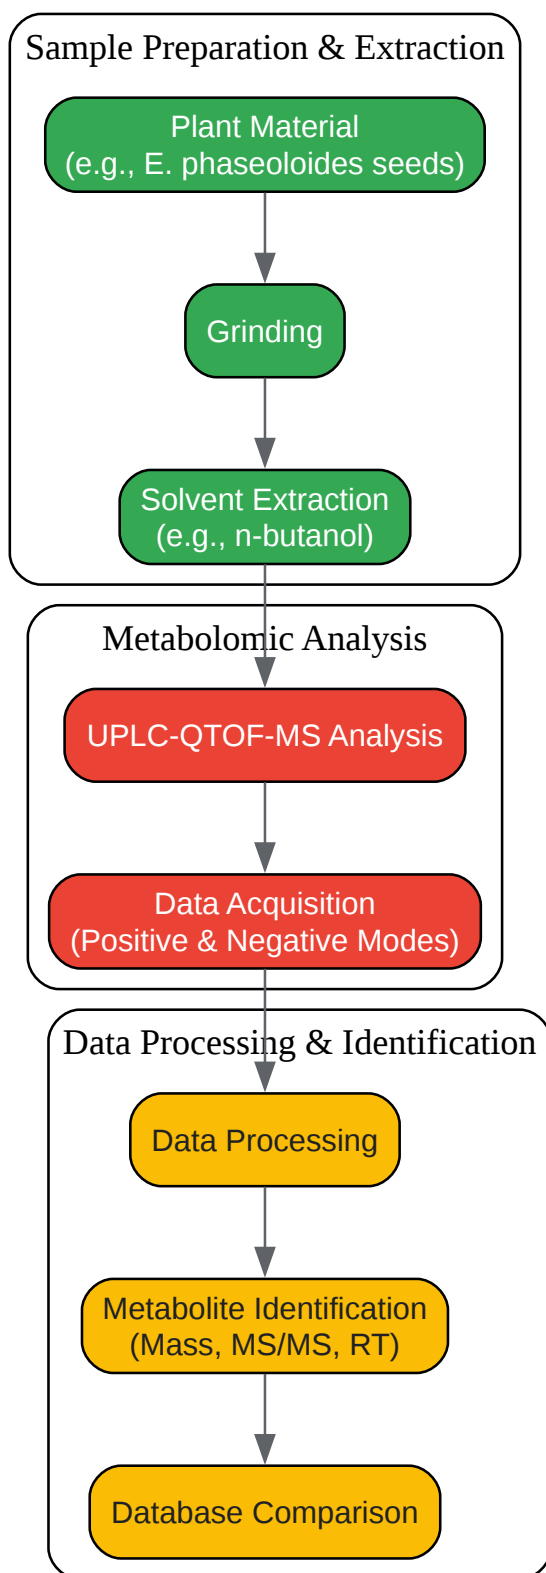 Sample Preparation & Extraction
Plant Material
(e.g., E. phaseoloides seeds)
Grinding
Solvent Extraction
(e.g., n-butanol)
Metabolomic Analysis
UPLC-QTOF-MS Analysis
Data Acquisition
(Positive & Negative Modes)
Data Processing & Identification
Data Processing
Metabolite Identification
(Mass, MS/MS, RT)
Database Comparison